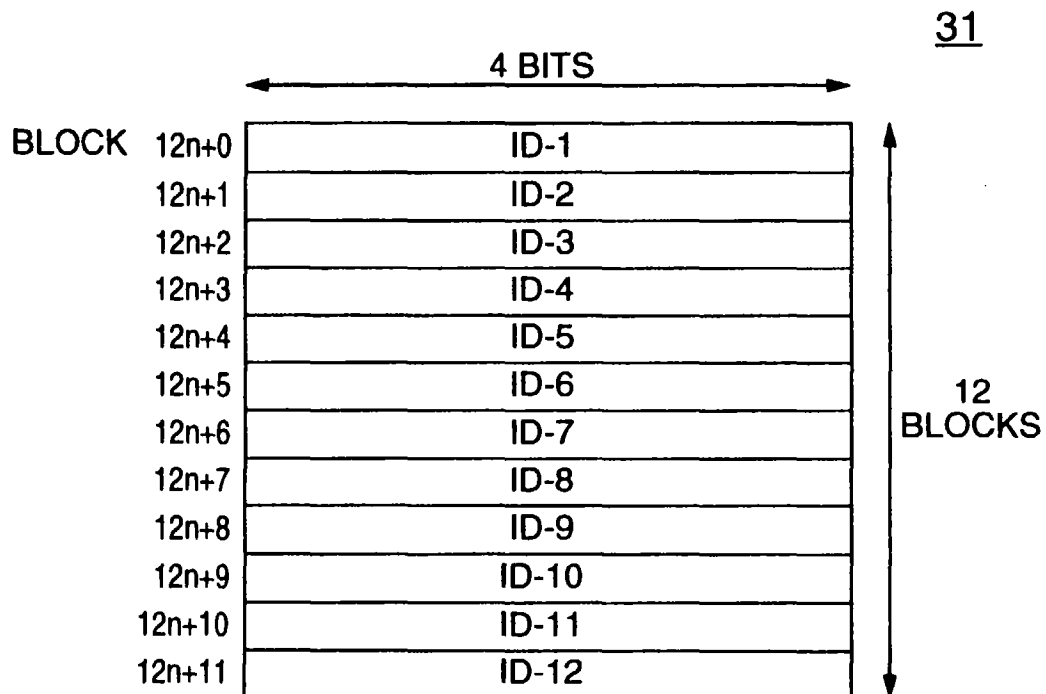 31
4 BITS
BLOCK 12n+0 ID-1
12n+1 ID-2
12n+2 ID-3
12n+3 ID-4
12n+4 ID-5
12n+5 ID-6
12n+6 ID-7
12n+7 ID-8
12n+8 ID-9
12n+9 ID-10
12n+10 ID-11
12n+11 ID-12
12
BLOCKS